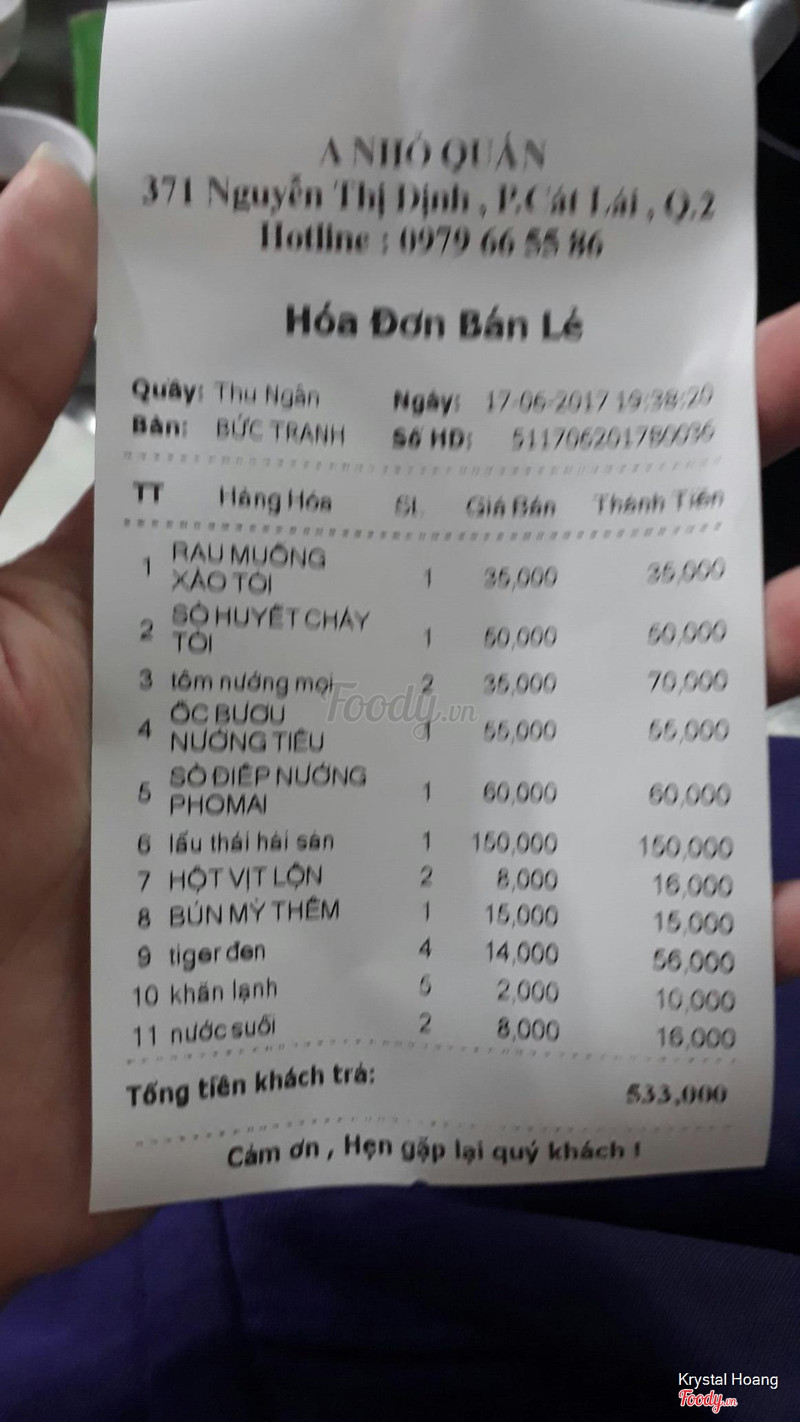 A NHỎ QUÁN
371 Nguyễn Thị Định , P.Cát Lái , Q.2
Hotline : 0979 66 55 86
Hóa Đơn Bán Lẻ
Quầy: Thu Ngân Ngày: 17-06-2017 19:38:29
Bàn: BỨC TRANH Số HĐ: 511706201780036
TT Hàng Hóa SL Giá Bán Thành Tiền
1 RAU MUỐNG XÀO TỎI 1 35,000 35,000
2 SÒ HUYẾT CHÁY TỎI 1 50,000 50,000
3 tôm nướng mọi 2 35,000 70,000
4 ỐC BƯƠU NƯỚNG TIÊU 1 55,000 55,000
5 SÒ ĐIỆP NƯỚNG PHOMAI 1 60,000 60,000
6 lẩu thái hải sản 1 150,000 150,000
7 HỘT VỊT LỘN 2 8,000 16,000
8 BÚN MỲ THÊM 1 15,000 15,000
9 tiger đen 4 14,000 56,000
10 khăn lạnh 5 2,000 10,000
11 nước suối 2 8,000 16,000
Tổng tiền khách trả: 533,000
Cảm ơn , Hẹn gặp lại quý khách !
Foody.vn
Krystal Hoang
Foody.vn